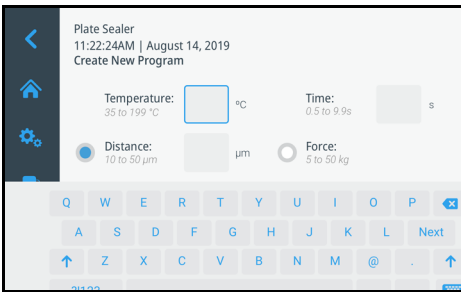 Plate Sealer
11:22:24AM | August 14, 2019
Create New Program
Temperature: °C Time: s
35 to 199 °C 0.5 to 9.9s
Distance: µm Force:
10 to 50 µm 5 to 50 kg
Q W E R T Y U I O P
A S D F G H J K L Next
Z X C V B N M @ .